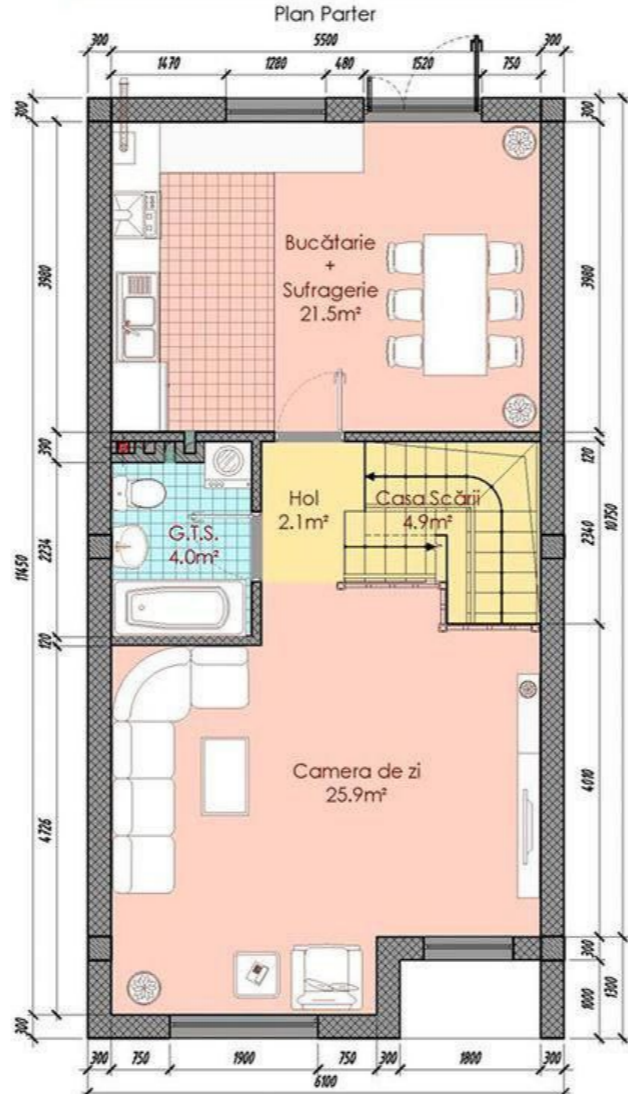 Plan Parter
300 5500 300
1470 1280 480 1520 750
300 300
3980 3980
Bucătarie
+
Sufragerie
21.5m²
390 120
Hol
2.1m²
Casa Scării
4.9m²
G.T.S.
4.0m²
2234 2340
11450 10750
120
Camera de zi
25.9m²
4726 4010
300
1000 1300
300
300 750 1900 750 300 1800 300
6100